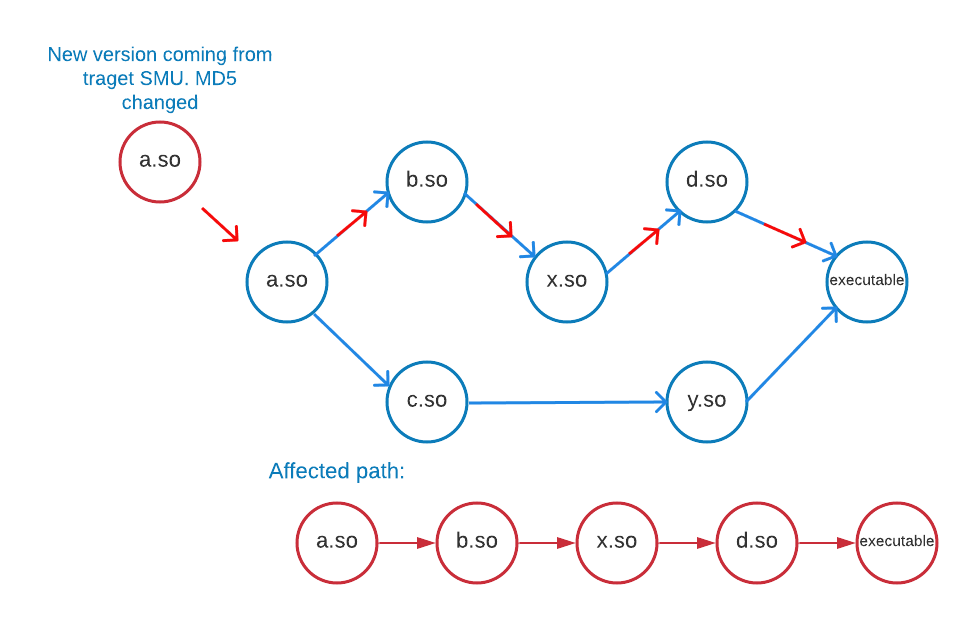 New version coming from
traget SMU. MD5
changed
a.so
b.so
d.so
a.so
x.so
executable
c.so
y.so
Affected path:
a.so
b.so
x.so
d.so
executable